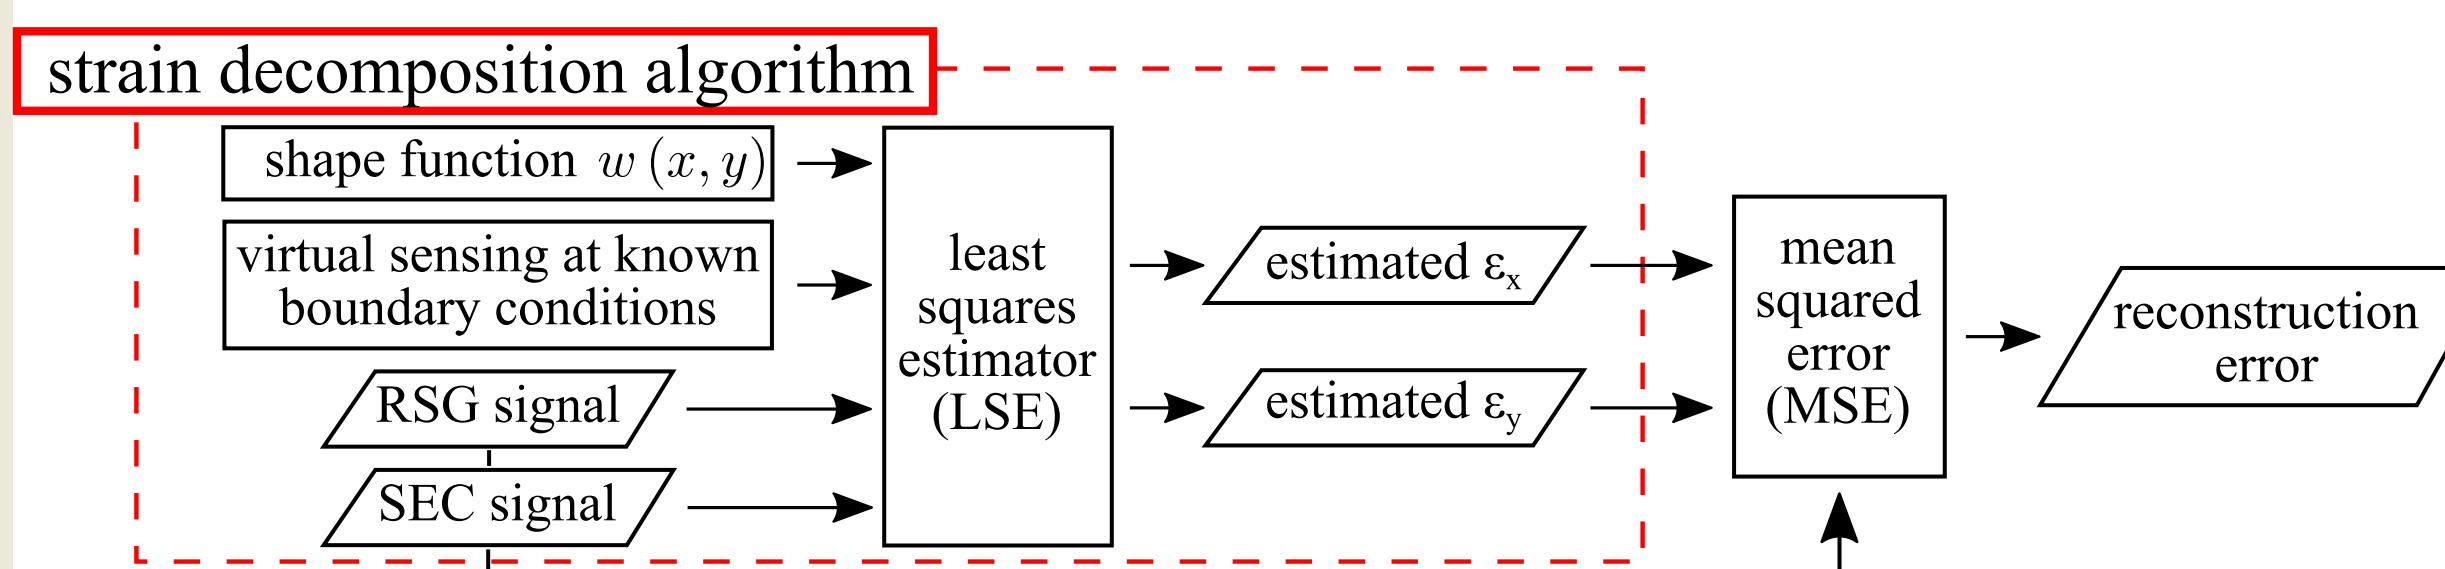 strain decomposition algorithm
shape function w (x, y)
virtual sensing at known
boundary conditions
RSG signal
SEC signal
least
squares
estimator
(LSE)
estimated εx
estimated εy
mean
squared
error
(MSE)
reconstruction
error